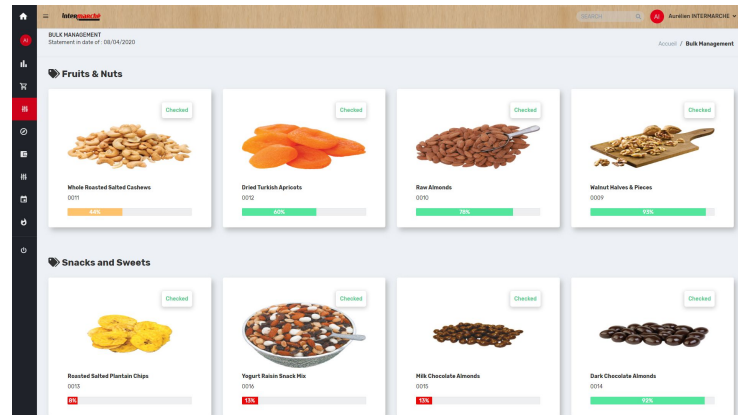 Intermarché
SEARCH
AI
Aurélien INTERMARCHE
AI
BULK MANAGEMENT
Statement in date of : 08/04/2020
Accueil / Bulk Management
Fruits & Nuts
Checked
Checked
Checked
Checked
Whole Roasted Salted Cashews
0011
44%
Dried Turkish Apricots
0012
60%
Raw Almonds
0010
78%
Walnut Halves & Pieces
0009
93%
Snacks and Sweets
Checked
Checked
Checked
Checked
Roasted Salted Plantain Chips
0013
8%
Yogurt Raisin Snack Mix
0016
13%
Milk Chocolate Almonds
0015
13%
Dark Chocolate Almonds
0014
93%